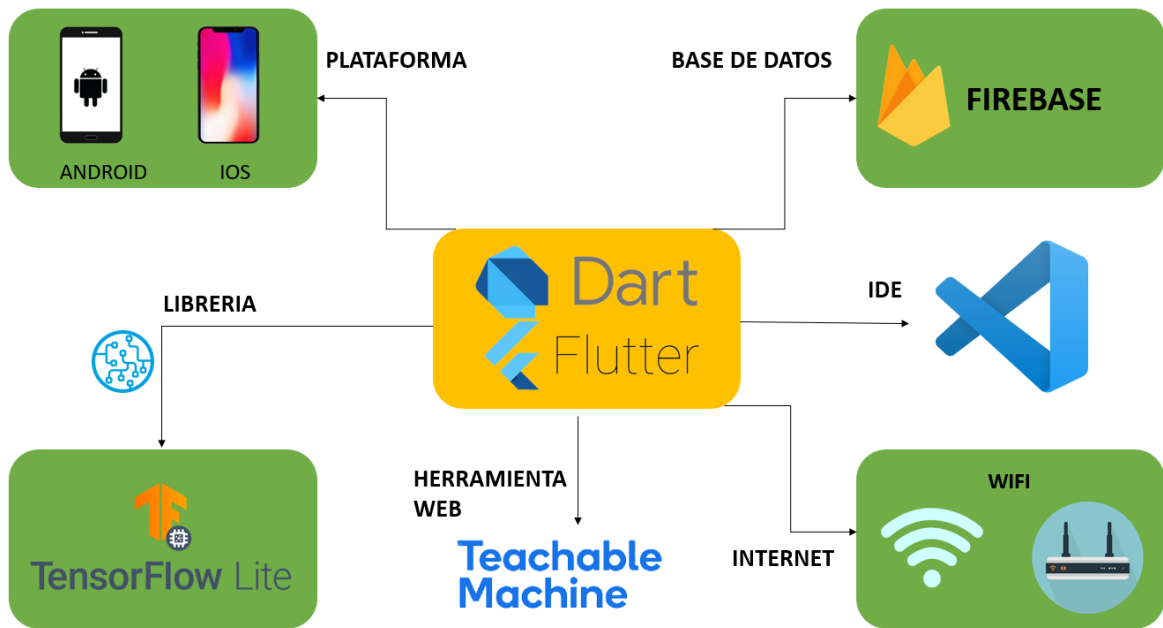 PLATAFORMA
BASE DE DATOS
FIREBASE
ANDROID
IOS
Dart
Flutter
LIBRERIA
IDE
HERRAMIENTA
WEB
WIFI
INTERNET
TensorFlow Lite
Teachable
Machine